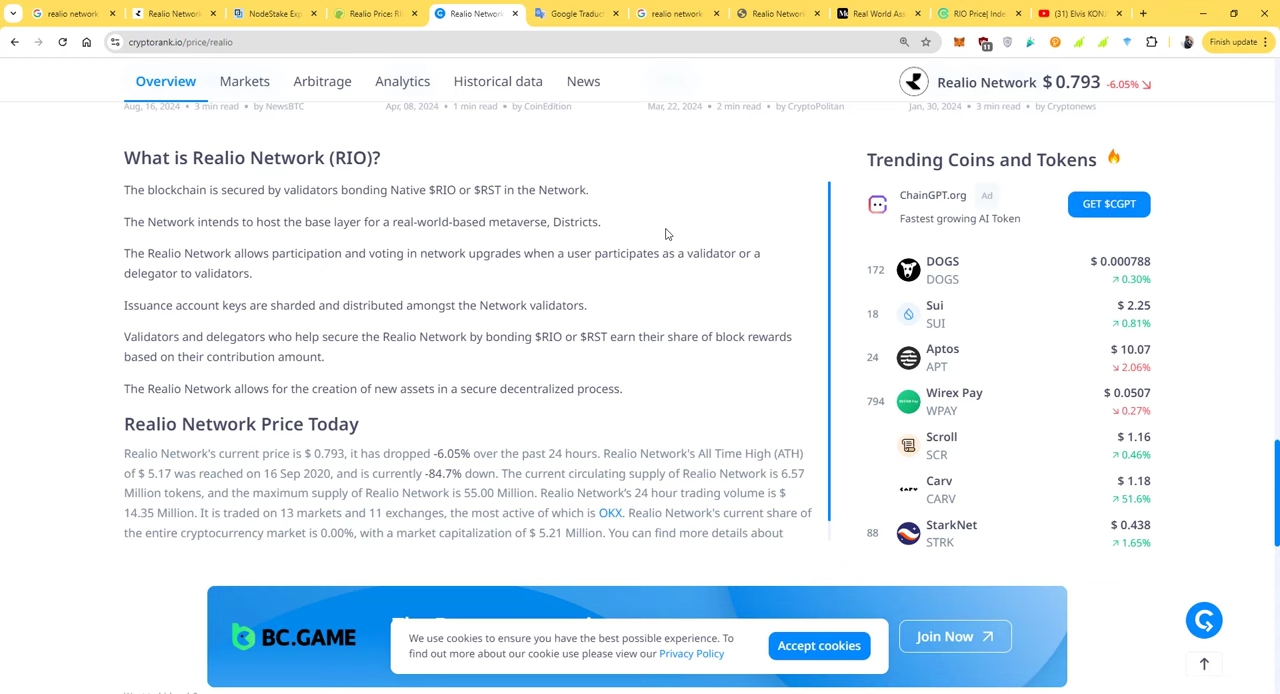 realio network
Realio Network
NodeStake Exp
Realio Price: RI
Realio Network
Google Traduct
realio network
Realio Network
Real World Ass
RIO Price| Inde
(31) Elvis KONJ
cryptorank.io/price/realio
11
Finish update
Overview
Markets
Arbitrage
Analytics
Historical data
News
Realio Network $ 0.793 -6.05%
Aug, 16, 2024 • 3 min read • by NewsBTC
Apr, 08, 2024 • 1 min read • by CoinEdition
Mar, 22, 2024 • 2 min read • by CryptoPolitan
Jan, 30, 2024 • 3 min read • by Cryptonews
What is Realio Network (RIO)?
The blockchain is secured by validators bonding Native $RIO or $RST in the Network.
The Network intends to host the base layer for a real-world-based metaverse, Districts.
The Realio Network allows participation and voting in network upgrades when a user participates as a validator or a
delegator to validators.
Issuance account keys are sharded and distributed amongst the Network validators.
Validators and delegators who help secure the Realio Network by bonding $RIO or $RST earn their share of block rewards
based on their contribution amount.
The Realio Network allows for the creation of new assets in a secure decentralized process.
Realio Network Price Today
Realio Network's current price is $ 0.793, it has dropped -6.05% over the past 24 hours. Realio Network's All Time High (ATH)
of $ 5.17 was reached on 16 Sep 2020, and is currently -84.7% down. The current circulating supply of Realio Network is 6.57
Million tokens, and the maximum supply of Realio Network is 55.00 Million. Realio Network's 24 hour trading volume is $
14.35 Million. It is traded on 13 markets and 11 exchanges, the most active of which is OKX. Realio Network's current share of
the entire cryptocurrency market is 0.00%, with a market capitalization of $ 5.21 Million. You can find more details about
Trending Coins and Tokens
ChainGPT.org Ad
Fastest growing AI Token
GET $CGPT
172 DOGS $ 0.000788
DOGS 0.30%
18 Sui $ 2.25
SUI 0.81%
24 Aptos $ 10.07
APT 2.06%
794 Wirex Pay $ 0.0507
WPAY 0.27%
Scroll $ 1.16
SCR 0.46%
Carv $ 1.18
CARV 51.6%
88 StarkNet $ 0.438
STRK 1.65%
BC.GAME
We use cookies to ensure you have the best possible experience. To
find out more about our cookie use please view our Privacy Policy
Accept cookies
Join Now